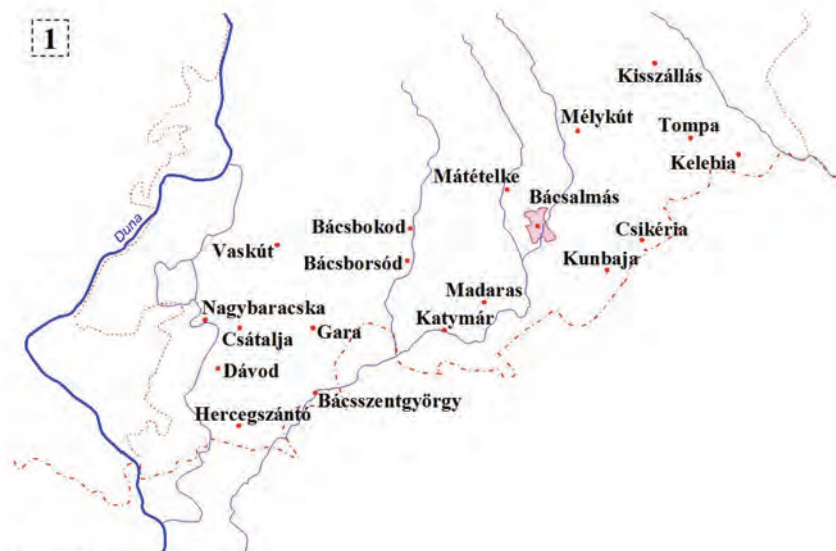 1
Kisszállás
Mélykút
Tompa
Kelebia
Mátételke
Bácsalmás
Duna
Bácsbokod
Csikéria
Vaskút
Bácsborsód
Kunbaja
Madaras
Nagybaracska
Katymár
Csátalja
Gara
Dávod
Bácsszentgyörgy
Hercegszántó